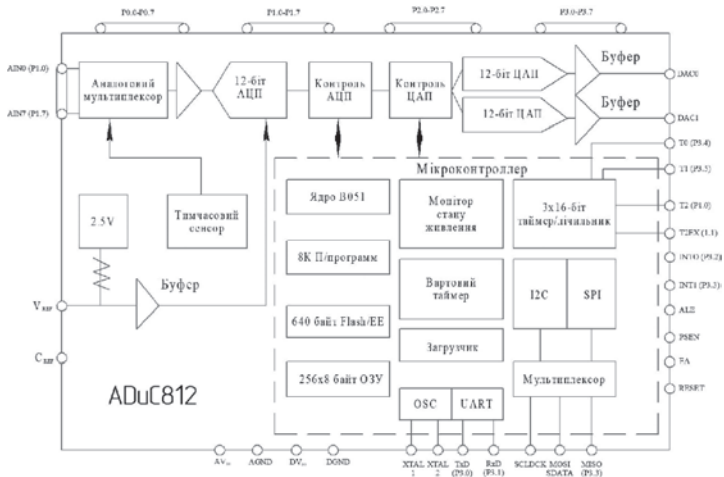 P0.0-P0.7
P1.0-P1.7
P2.0-P2.7
P3.0-P3.7
AIN0 (P1.0)
AIN7 (P1.7)
Аналоговий
мультиплексор
12-біт
АЦП
Контроль
АЦП
Контроль
ЦАП
12-біт ЦАП
12-біт ЦАП
Буфер
Буфер
DAC0
DAC1
T0 (P3.4)
T1 (P3.5)
T2 (P1.0)
T2EX (1.1)
INT0 (P3.2)
INT1 (P3.3)
ALE
PSEN
EA
RESET
2.5V
Тимчасовий
сенсор
Буфер
VREF
CREF
ADuC812
Мікроконтроллер
Ядро B051
8K П/программ
640 байт Flash/EE
256x8 байт ОЗУ
Монітор
стану
живлення
Вартовий
таймер
Загрузчик
OSC
UART
3x16-біт
таймер/лічильник
I2C
SPI
Мультиплексор
AV
AGND
DV
DGND
XTAL
1
XTAL
2
TxD
(P3.0)
RxD
(P3.1)
SCLDCK
MOSI
SDATA
MISO
(P3.3)